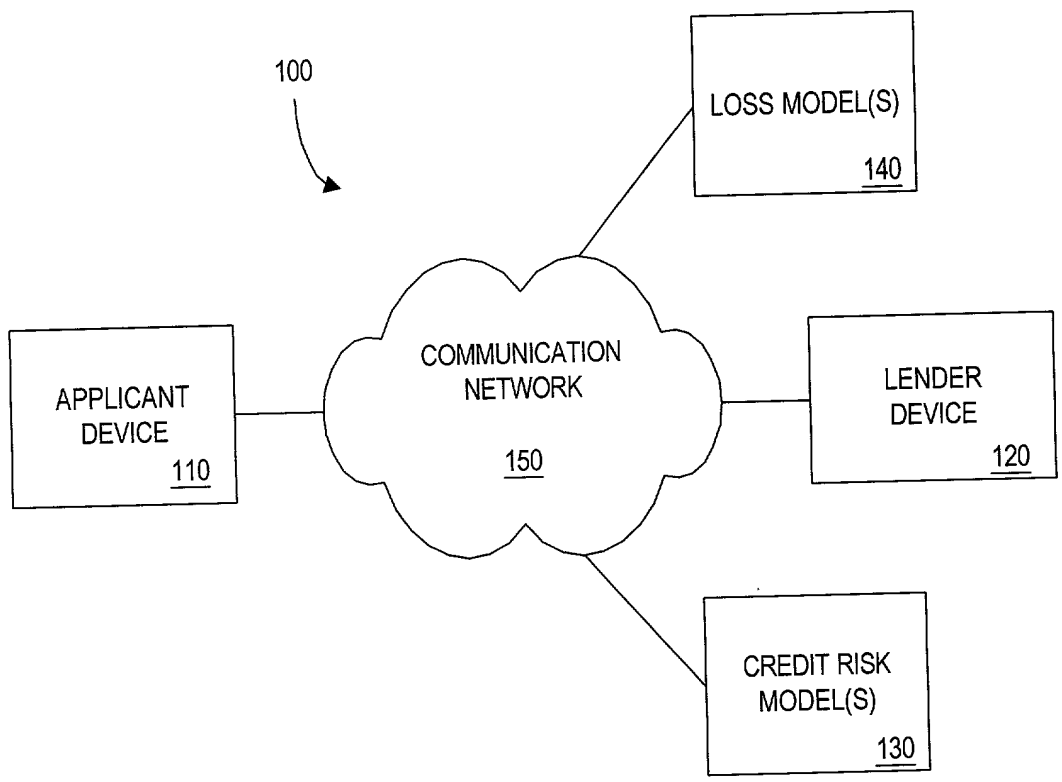 100
LOSS MODEL(S)
140
APPLICANT
DEVICE
110
COMMUNICATION
NETWORK
150
LENDER
DEVICE
120
CREDIT RISK
MODEL(S)
130